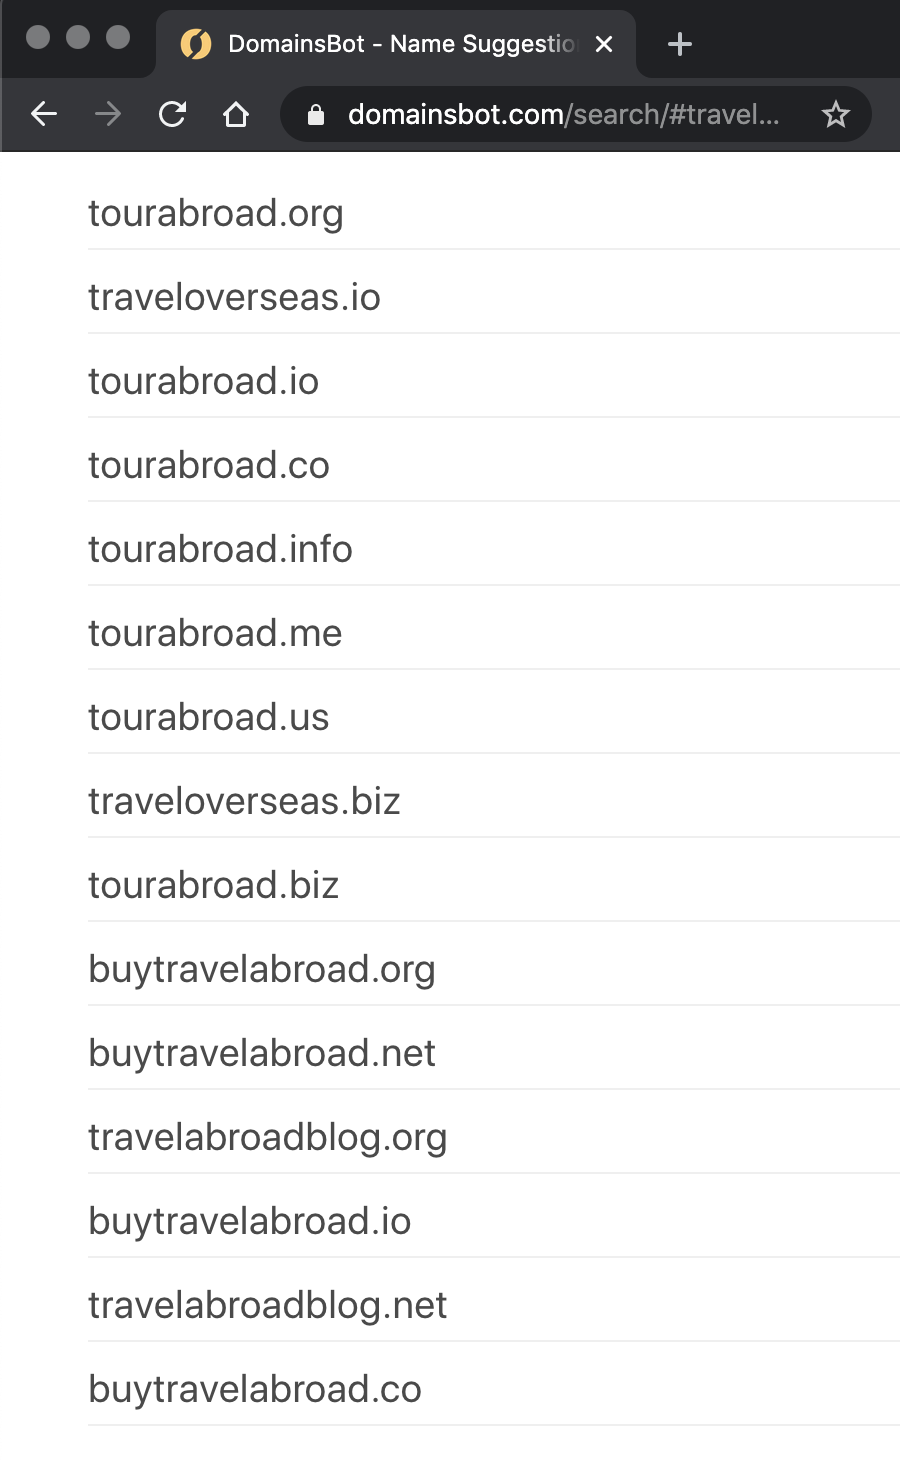 DomainsBot - Name Suggestio
domainsbot.com/search/#travel...
tourabroad.org
traveloverseas.io
tourabroad.io
tourabroad.co
tourabroad.info
tourabroad.me
tourabroad.us
traveloverseas.biz
tourabroad.biz
buytravelabroad.org
buytravelabroad.net
travelabroadblog.org
buytravelabroad.io
travelabroadblog.net
buytravelabroad.co